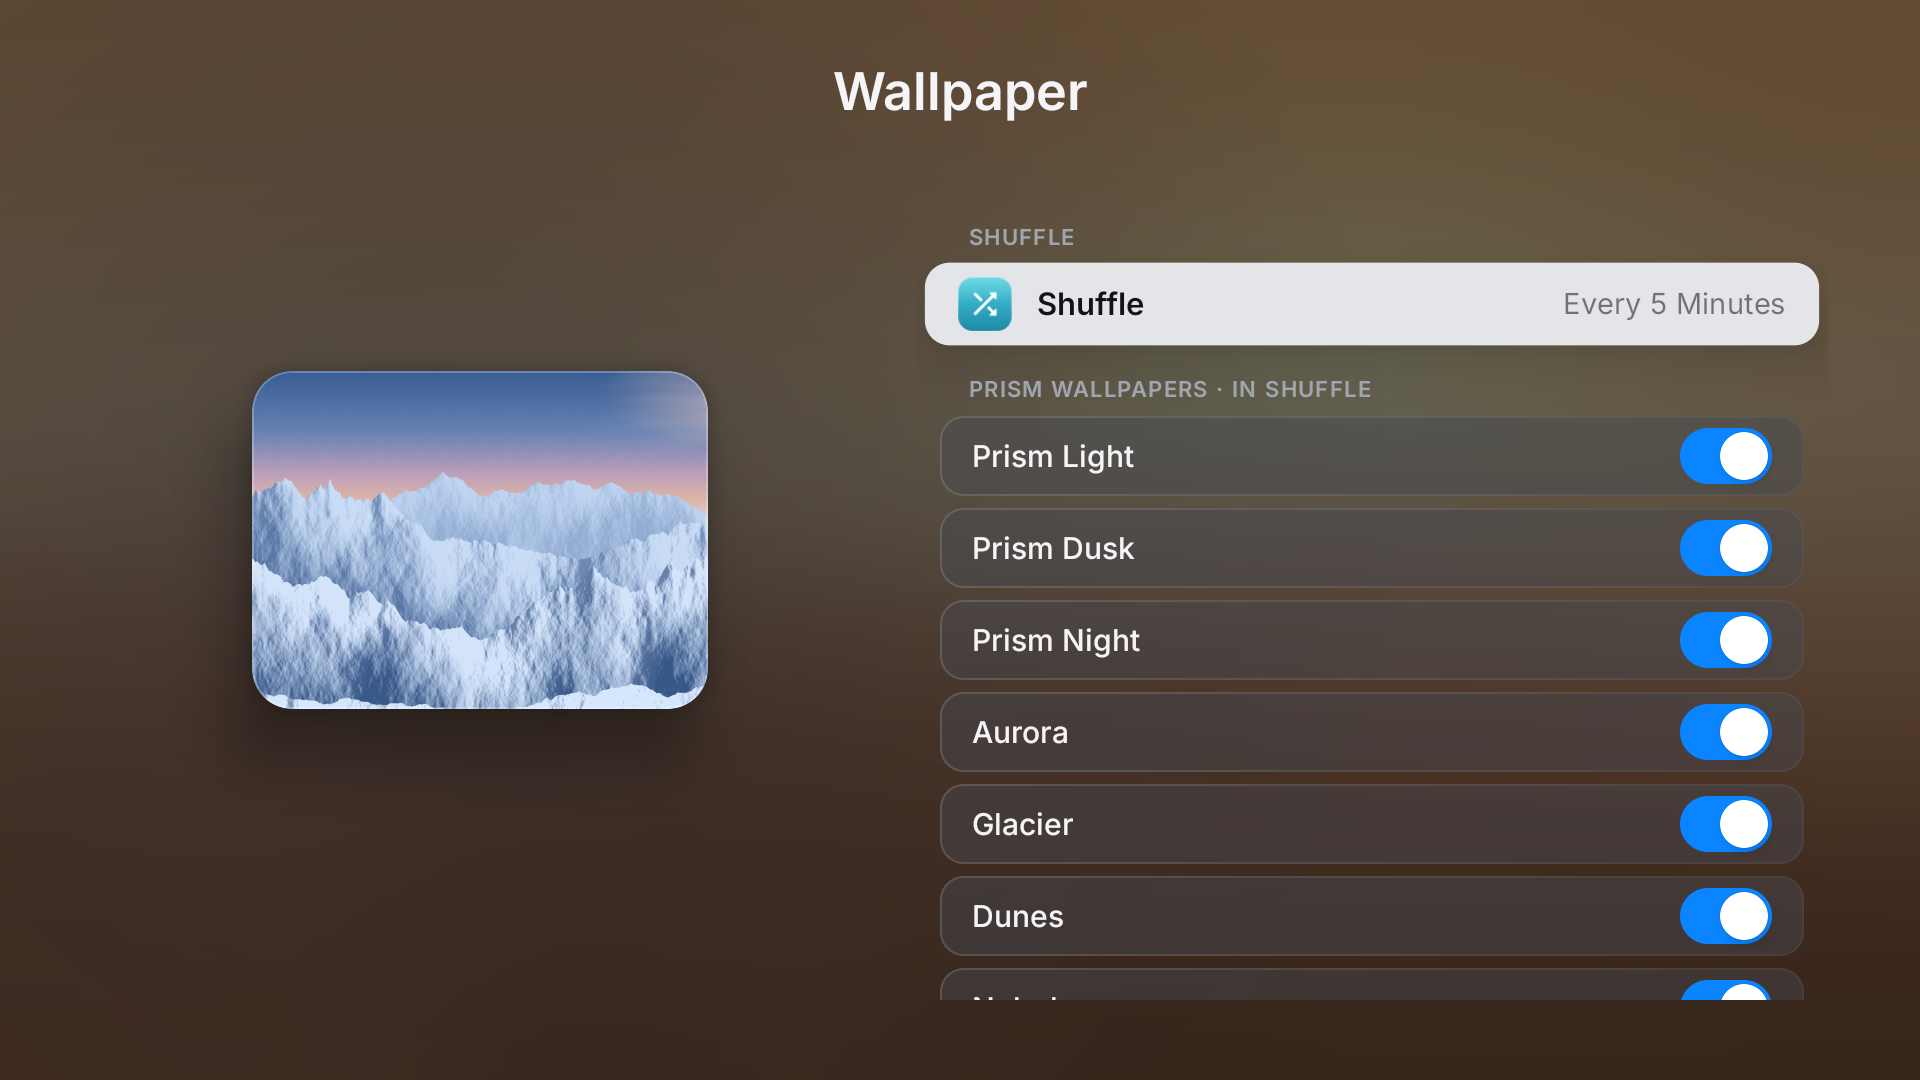 Wallpaper
SHUFFLE
Shuffle Every 5 Minutes
PRISM WALLPAPERS · IN SHUFFLE
Prism Light
Prism Dusk
Prism Night
Aurora
Glacier
Dunes